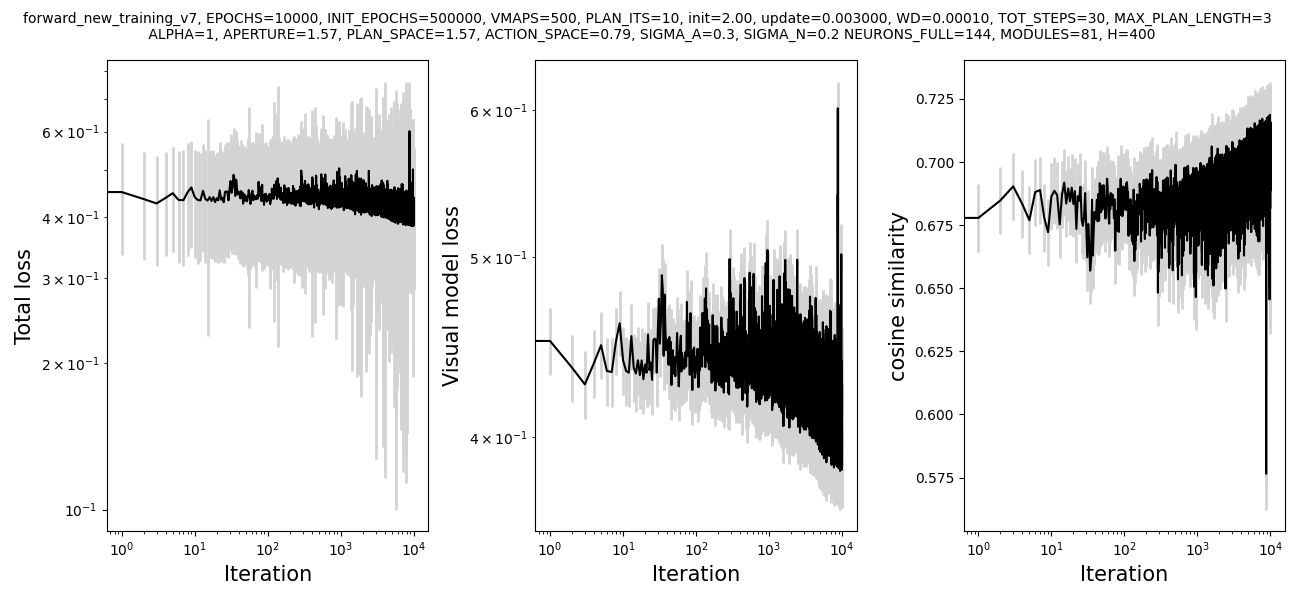 forward_new_training_v7, EPOCHS=10000, INIT_EPOCHS=500000, VMAPS=500, PLAN_ITS=10, init=2.00, update=0.003000, WD=0.00010, TOT_STEPS=30, MAX_PLAN_LENGTH=3
ALPHA=1, APERTURE=1.57, PLAN_SPACE=1.57, ACTION_SPACE=0.79, SIGMA_A=0.3, SIGMA_N=0.2 NEURONS_FULL=144, MODULES=81, H=400
Total loss
6 × 10⁻¹
4 × 10⁻¹
3 × 10⁻¹
2 × 10⁻¹
10⁻¹
10⁰ 10¹ 10² 10³ 10⁴
Iteration
Visual model loss
6 × 10⁻¹
5 × 10⁻¹
4 × 10⁻¹
10⁰ 10¹ 10² 10³ 10⁴
Iteration
cosine similarity
0.725
0.700
0.675
0.650
0.625
0.600
0.575
10⁰ 10¹ 10² 10³ 10⁴
Iteration